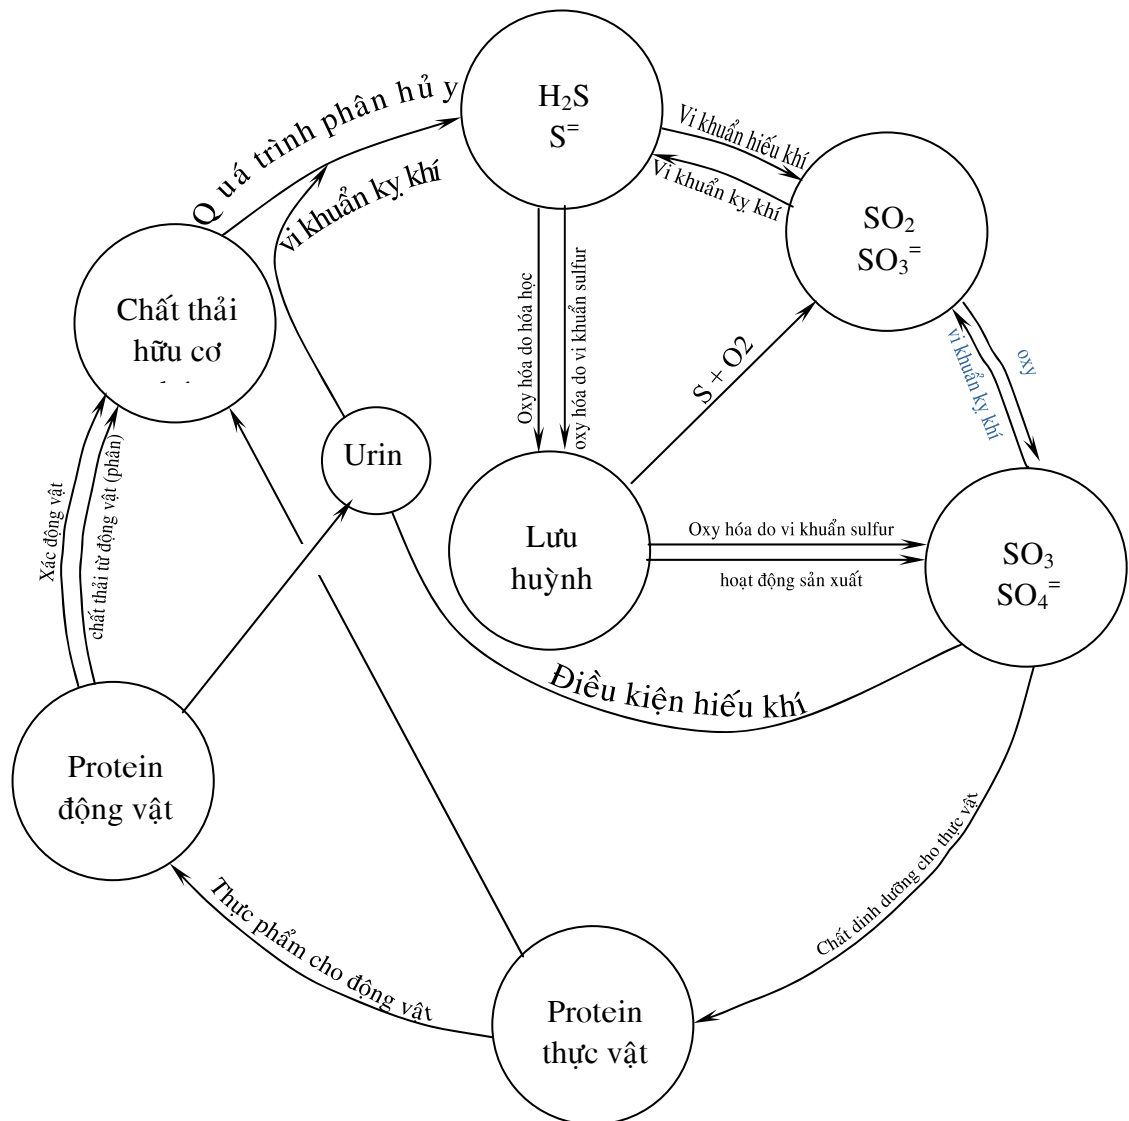 H₂S
S⁼
Quá trình phân hủy
vi khuẩn kỵ khí
Vi khuẩn hiếu khí
Vi khuẩn kỵ khí
SO₂
SO₃⁼
Chất thải
hữu cơ
Oxy hóa do hóa học
oxy hóa do vi khuẩn sulfur
S + O2
oxy
vi khuẩn kỵ khí
Urin
Lưu
huỳnh
Oxy hóa do vi khuẩn sulfur
hoạt động sản xuất
SO₃
SO₄⁼
Xác động vật
chất thải từ động vật (phân)
Điều kiện hiếu khí
Protein
động vật
Chất dinh dưỡng cho thực vật
Thực phẩm cho động vật
Protein
thực vật